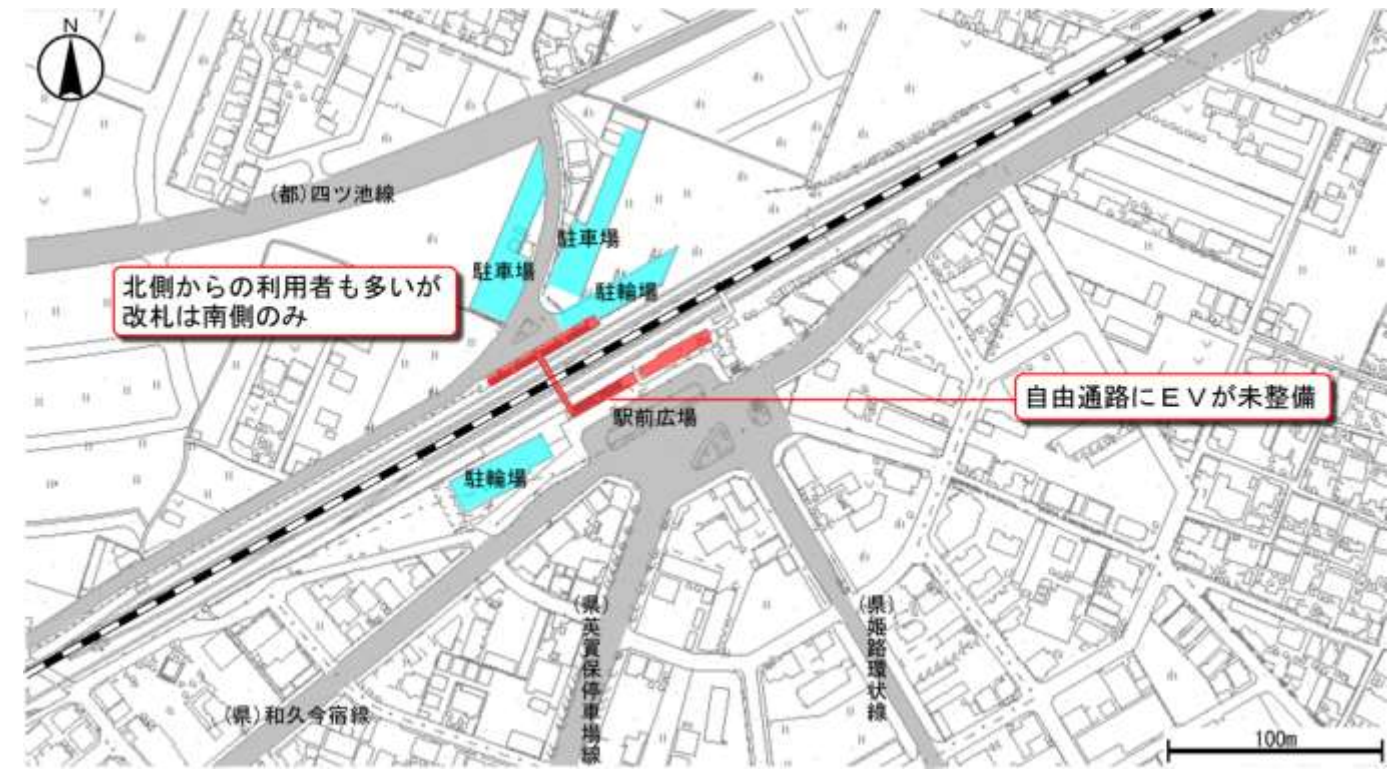 N
(都)四ツ池線
駐車場
駐車場
駐輪場
北側からの利用者も多いが
改札は南側のみ
自由通路にＥＶが未整備
駅前広場
駐輪場
(県)英賀保停車場線
(県)姫路環状線
(県)和久今宿線
100m